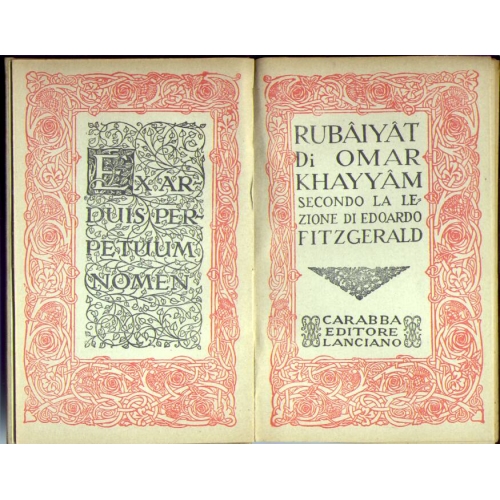 EX AR-
DUIS PER-
PETUUM
NOMEN
RUBÂIYÂT
Di OMAR
KHAYYÂM
SECONDO LA LE-
ZIONE DI EDOARDO
FITZGERALD
CARABBA
EDITORE
LANCIANO